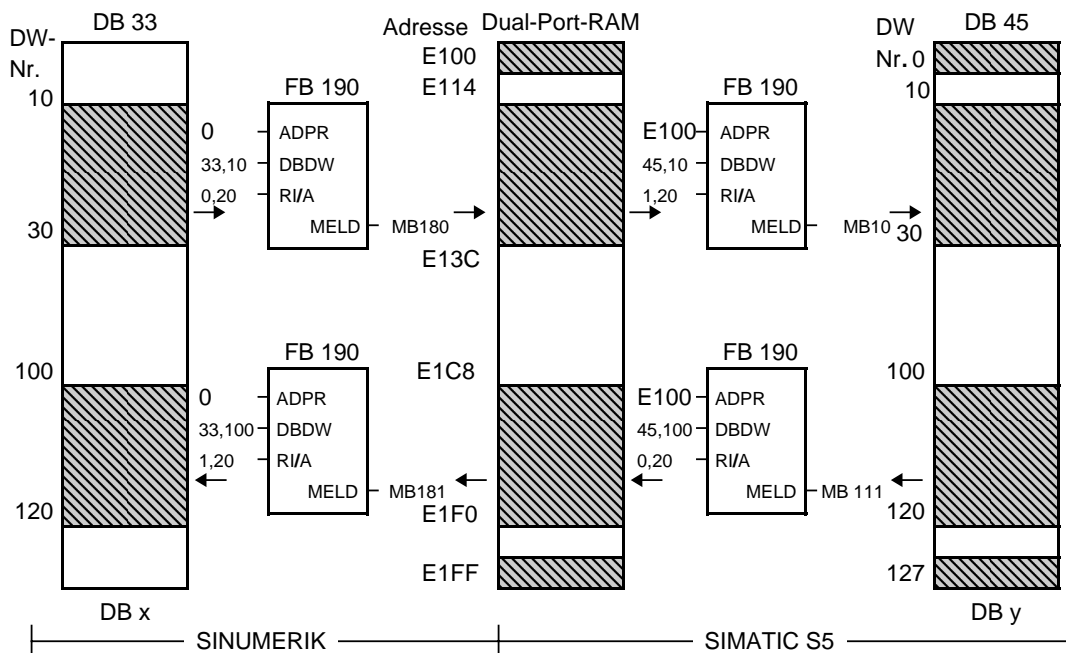 DB 33
Adresse
Dual-Port-RAM
DB 45
DW-
Nr.
E100
DW
Nr. 0
10
E114
10
FB 190
FB 190
0
ADPR
33,10
DBDW
0,20
RI/A
MELD
MB180
E100
ADPR
45,10
DBDW
1,20
RI/A
MELD
MB10
30
E13C
30
FB 190
FB 190
100
E1C8
100
0
ADPR
33,100
DBDW
1,20
RI/A
MELD
MB181
E100
ADPR
45,100
DBDW
0,20
RI/A
MELD
MB 111
120
E1F0
120
E1FF
127
DB x
DB y
SINUMERIK
SIMATIC S5